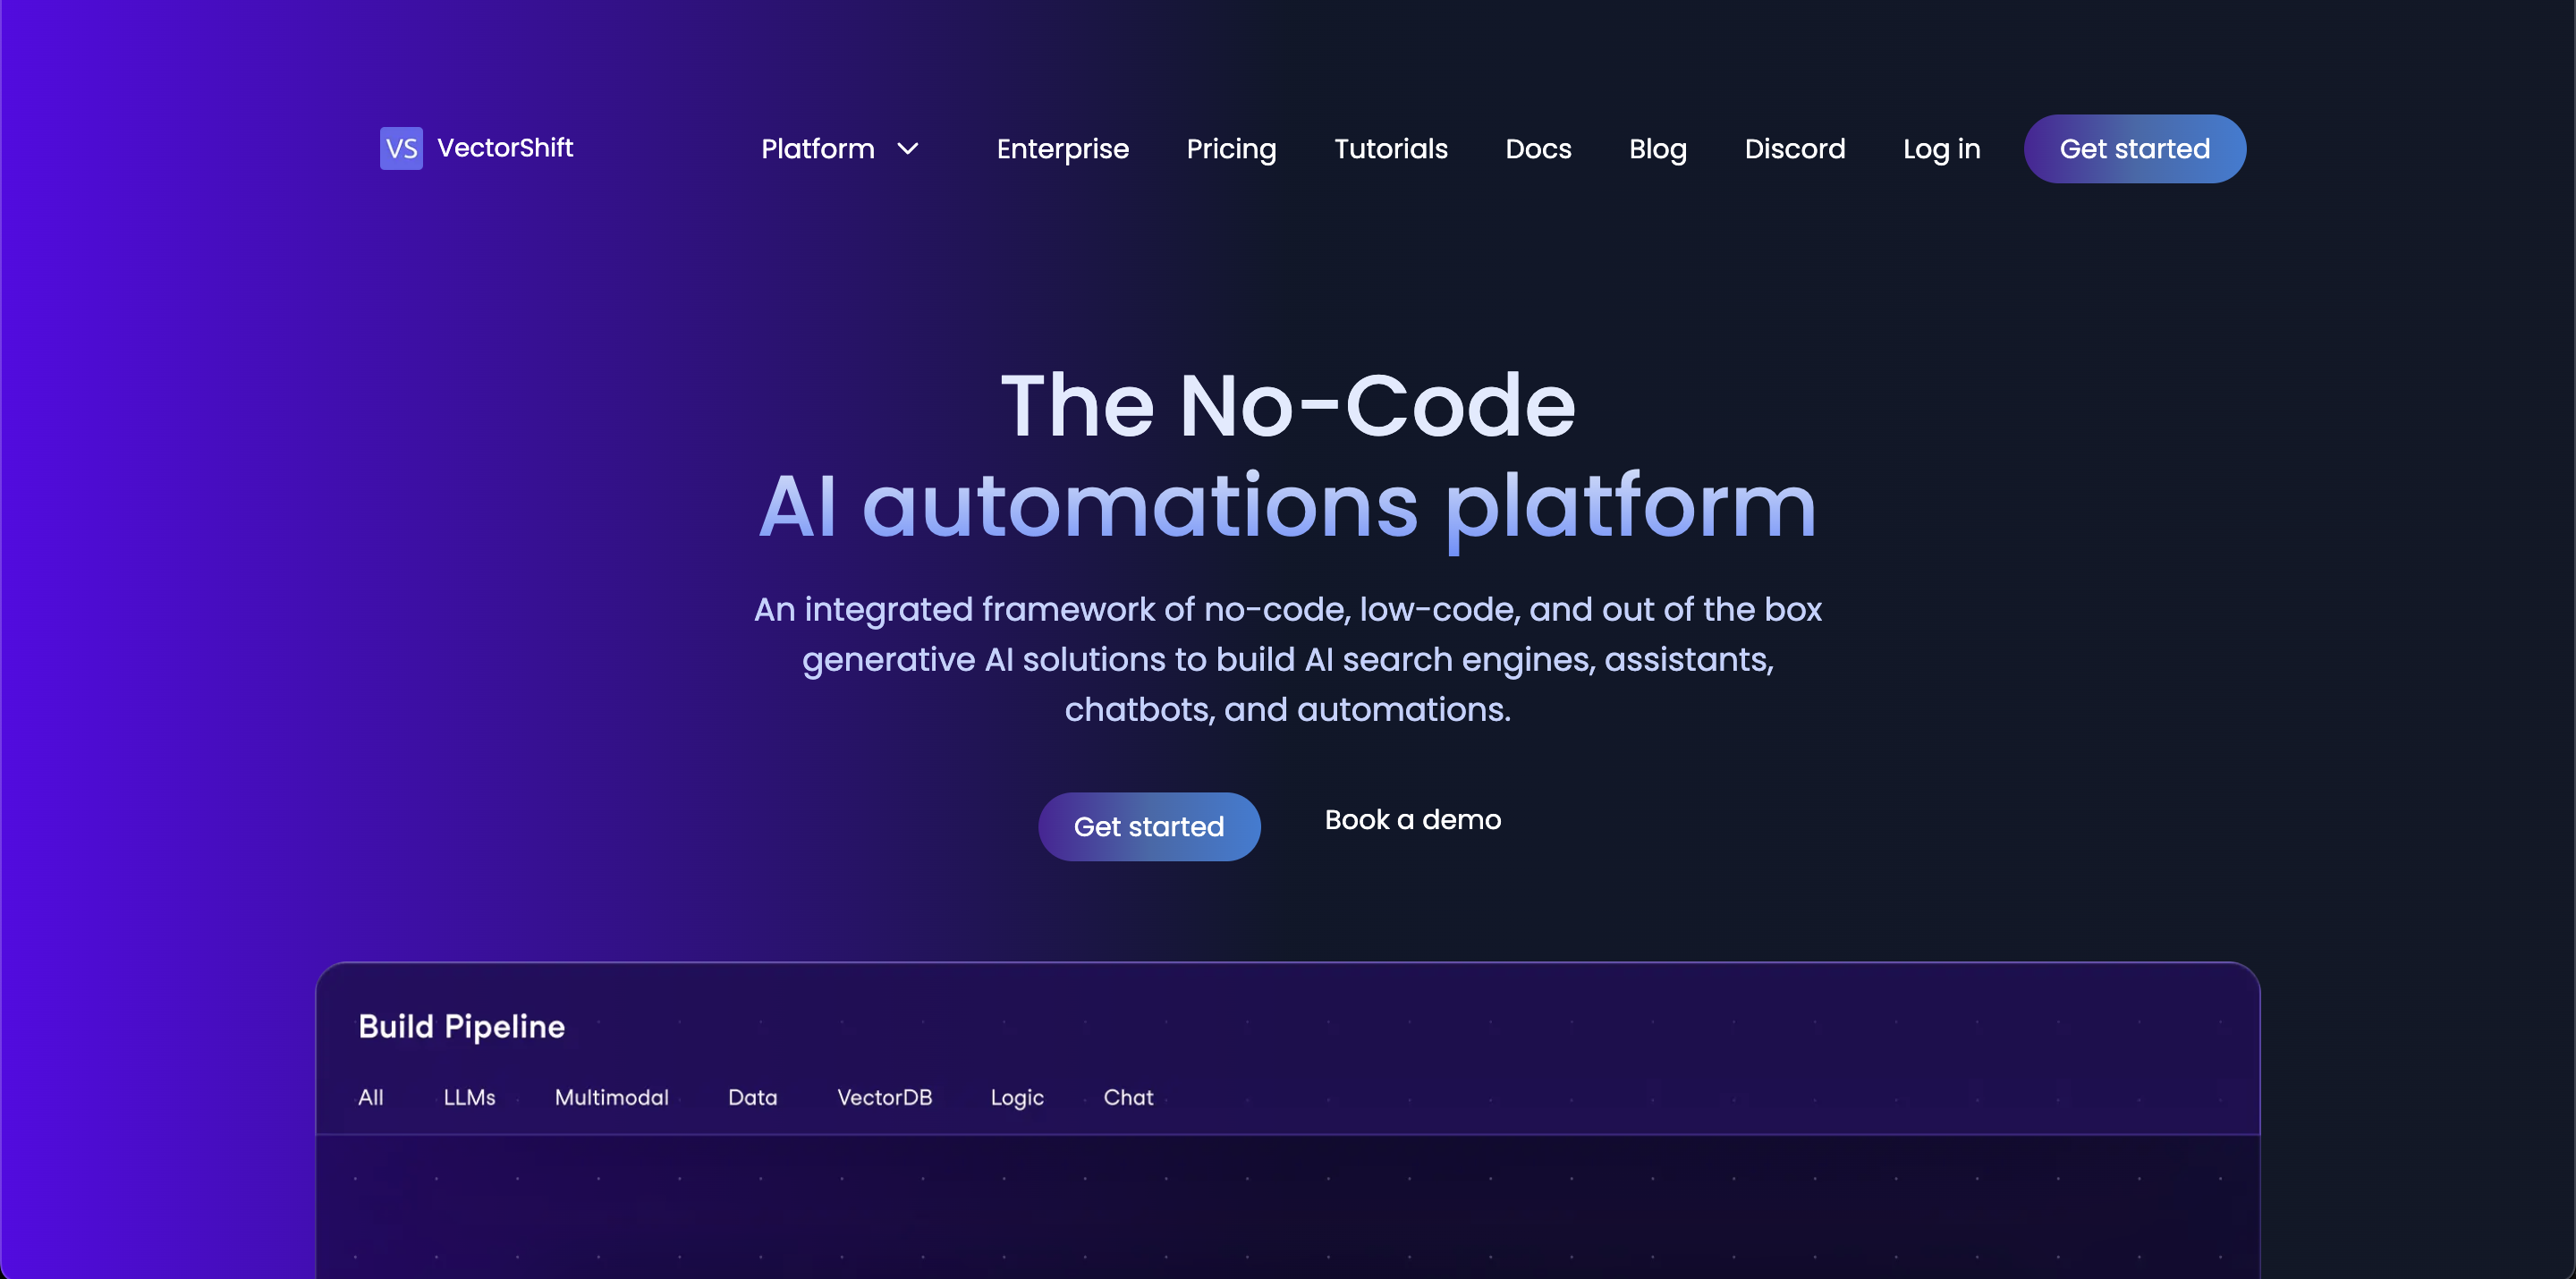 VS VectorShift Platform Enterprise Pricing Tutorials Docs Blog Discord Log in Get started
The No-Code
AI automations platform
An integrated framework of no-code, low-code, and out of the box
generative AI solutions to build AI search engines, assistants,
chatbots, and automations.
Get started Book a demo
Build Pipeline
All LLMs Multimodal Data VectorDB Logic Chat